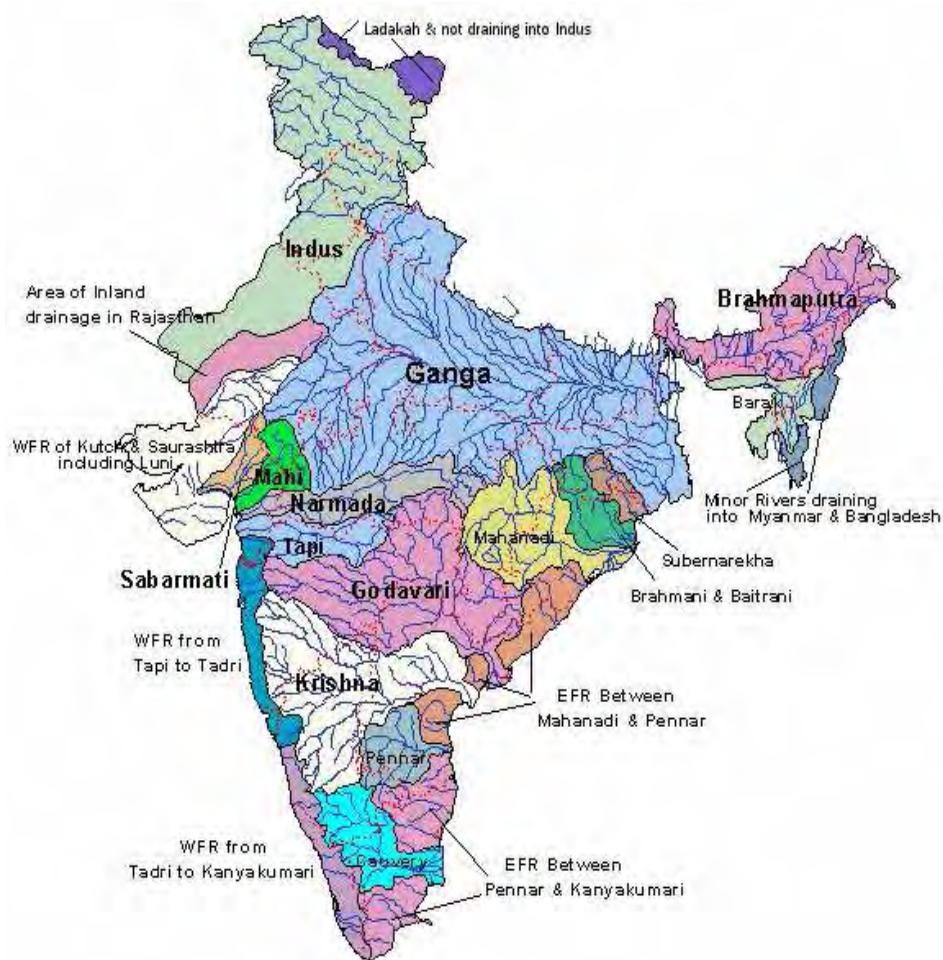 Ladakah & not draining into Indus
Indus
Area of Inland
drainage in Rajasthan
Brahmaputra
Ganga
Barak
WFR of Kutch & Saurashtra
including Luni
Mahi
Narmada
Minor Rivers draining
into Myanmar & Bangladesh
Mahanadi
Tapi
Subernarekha
Sabarmati
Godavari
Brahmani & Baitrani
WFR from
Tapi to Tadri
Krishna
EFR Between
Mahanadi & Pennar
Pennar
WFR from
Tadri to Kanyakumari
Cauvery
EFR Between
Pennar & Kanyakumari